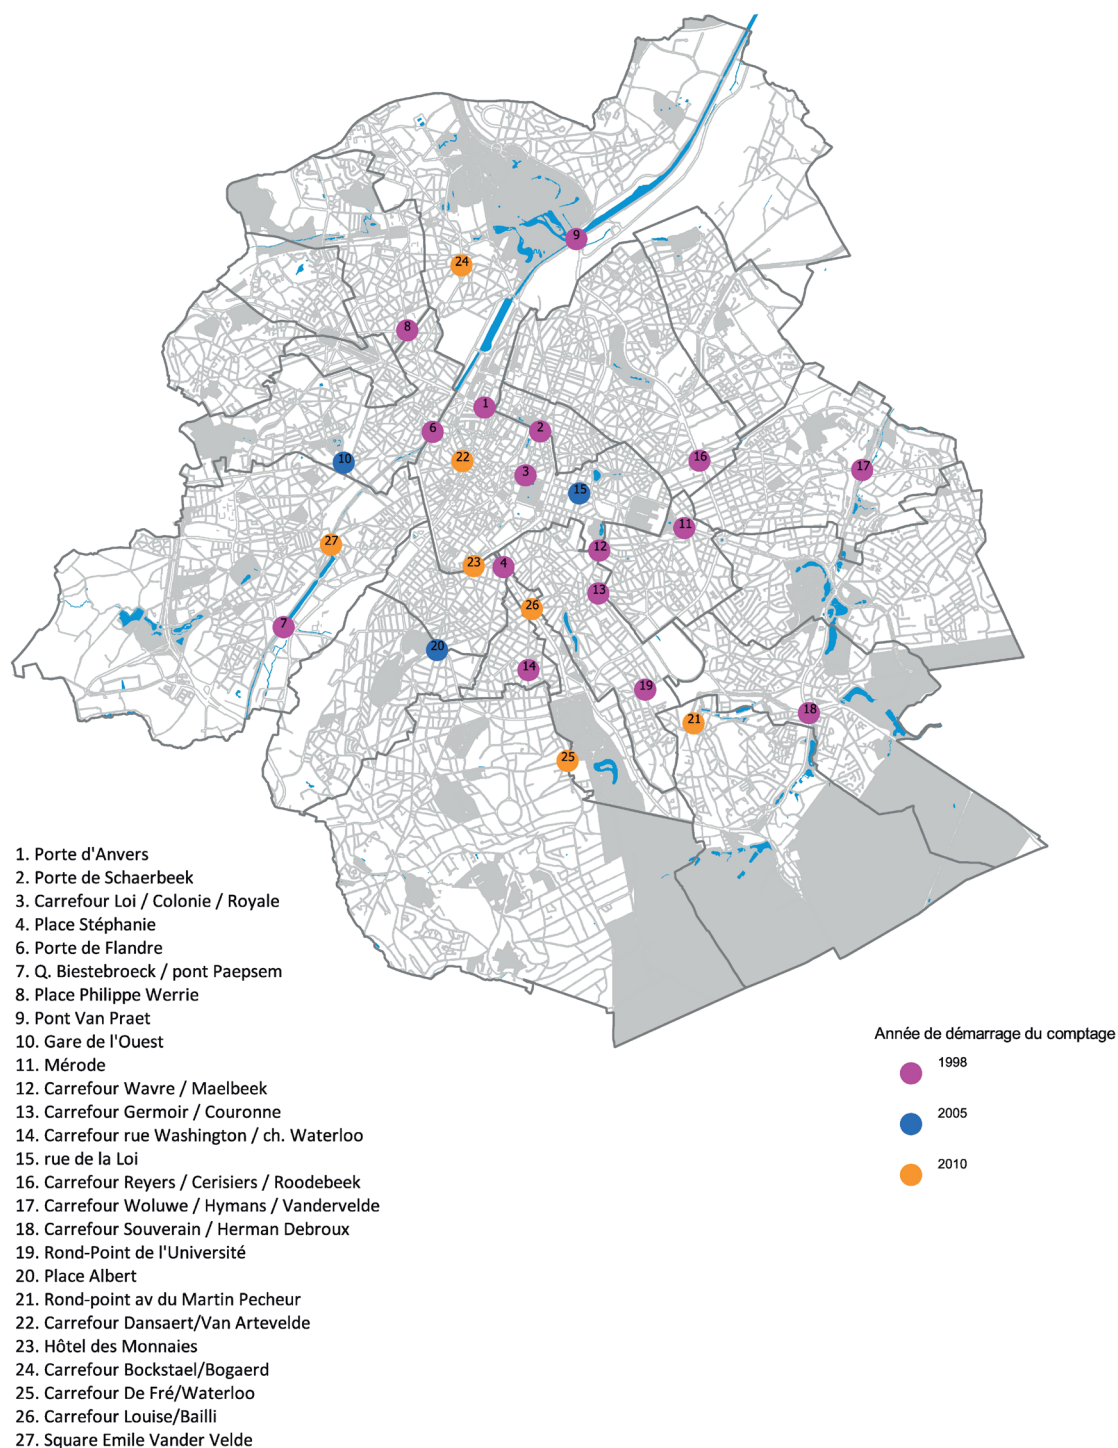 9
24
8
1
6
2
22
10
3
15
16
17
11
12
27
23
4
13
26
7
20
14
19
18
21
25
1. Porte d'Anvers
2. Porte de Schaerbeek
3. Carrefour Loi / Colonie / Royale
4. Place Stéphanie
6. Porte de Flandre
7. Q. Biestebroeck / pont Paepsem
8. Place Philippe Werrie
9. Pont Van Praet
10. Gare de l'Ouest
11. Mérode
12. Carrefour Wavre / Maelbeek
13. Carrefour Germoir / Couronne
14. Carrefour rue Washington / ch. Waterloo
15. rue de la Loi
16. Carrefour Reyers / Cerisiers / Roodebeek
17. Carrefour Woluwe / Hymans / Vandervelde
18. Carrefour Souverain / Herman Debroux
19. Rond-Point de l'Université
20. Place Albert
21. Rond-point av du Martin Pecheur
22. Carrefour Dansaert/Van Artevelde
23. Hôtel des Monnaies
24. Carrefour Bockstael/Bogaerd
25. Carrefour De Fré/Waterloo
26. Carrefour Louise/Bailli
27. Square Emile Vander Velde
Année de démarrage du comptage
1998
2005
2010